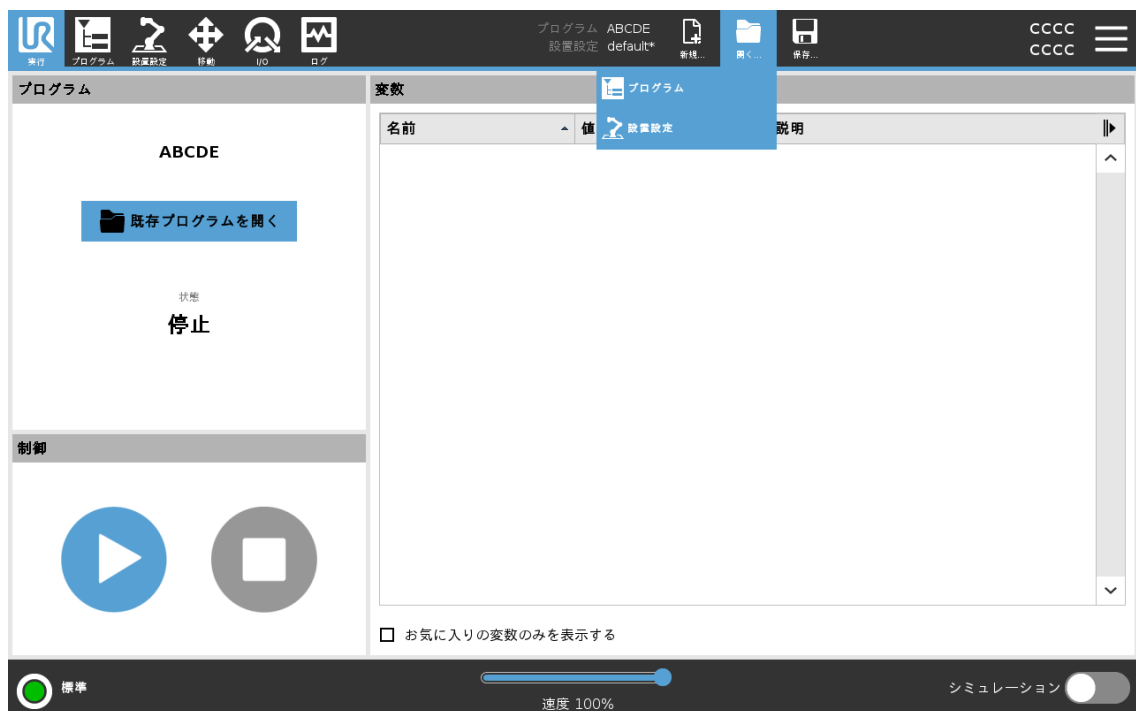 実行
プログラム
設置設定
移動
I/O
ログ
プログラム ABCDE
設置設定 default*
新規...
開く...
保存...
CCCC
CCCC
プログラム
設置設定
プログラム
ABCDE
既存プログラムを開く
状態
停止
制御
変数
名前
値
説明
お気に入りの変数のみを表示する
標準
速度 100%
シミュレーション